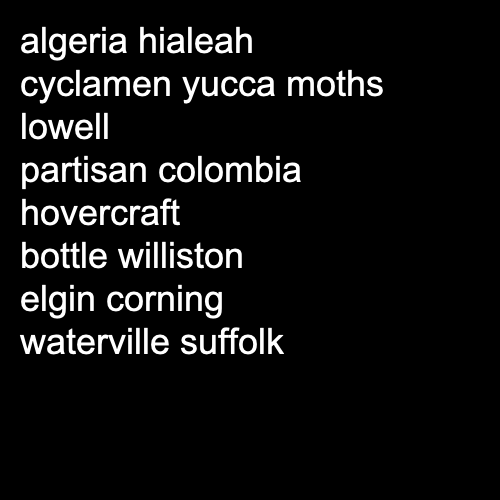 algeria hialeah
cyclamen yucca moths
lowell
partisan colombia
hovercraft
bottle williston
elgin corning
waterville suffolk